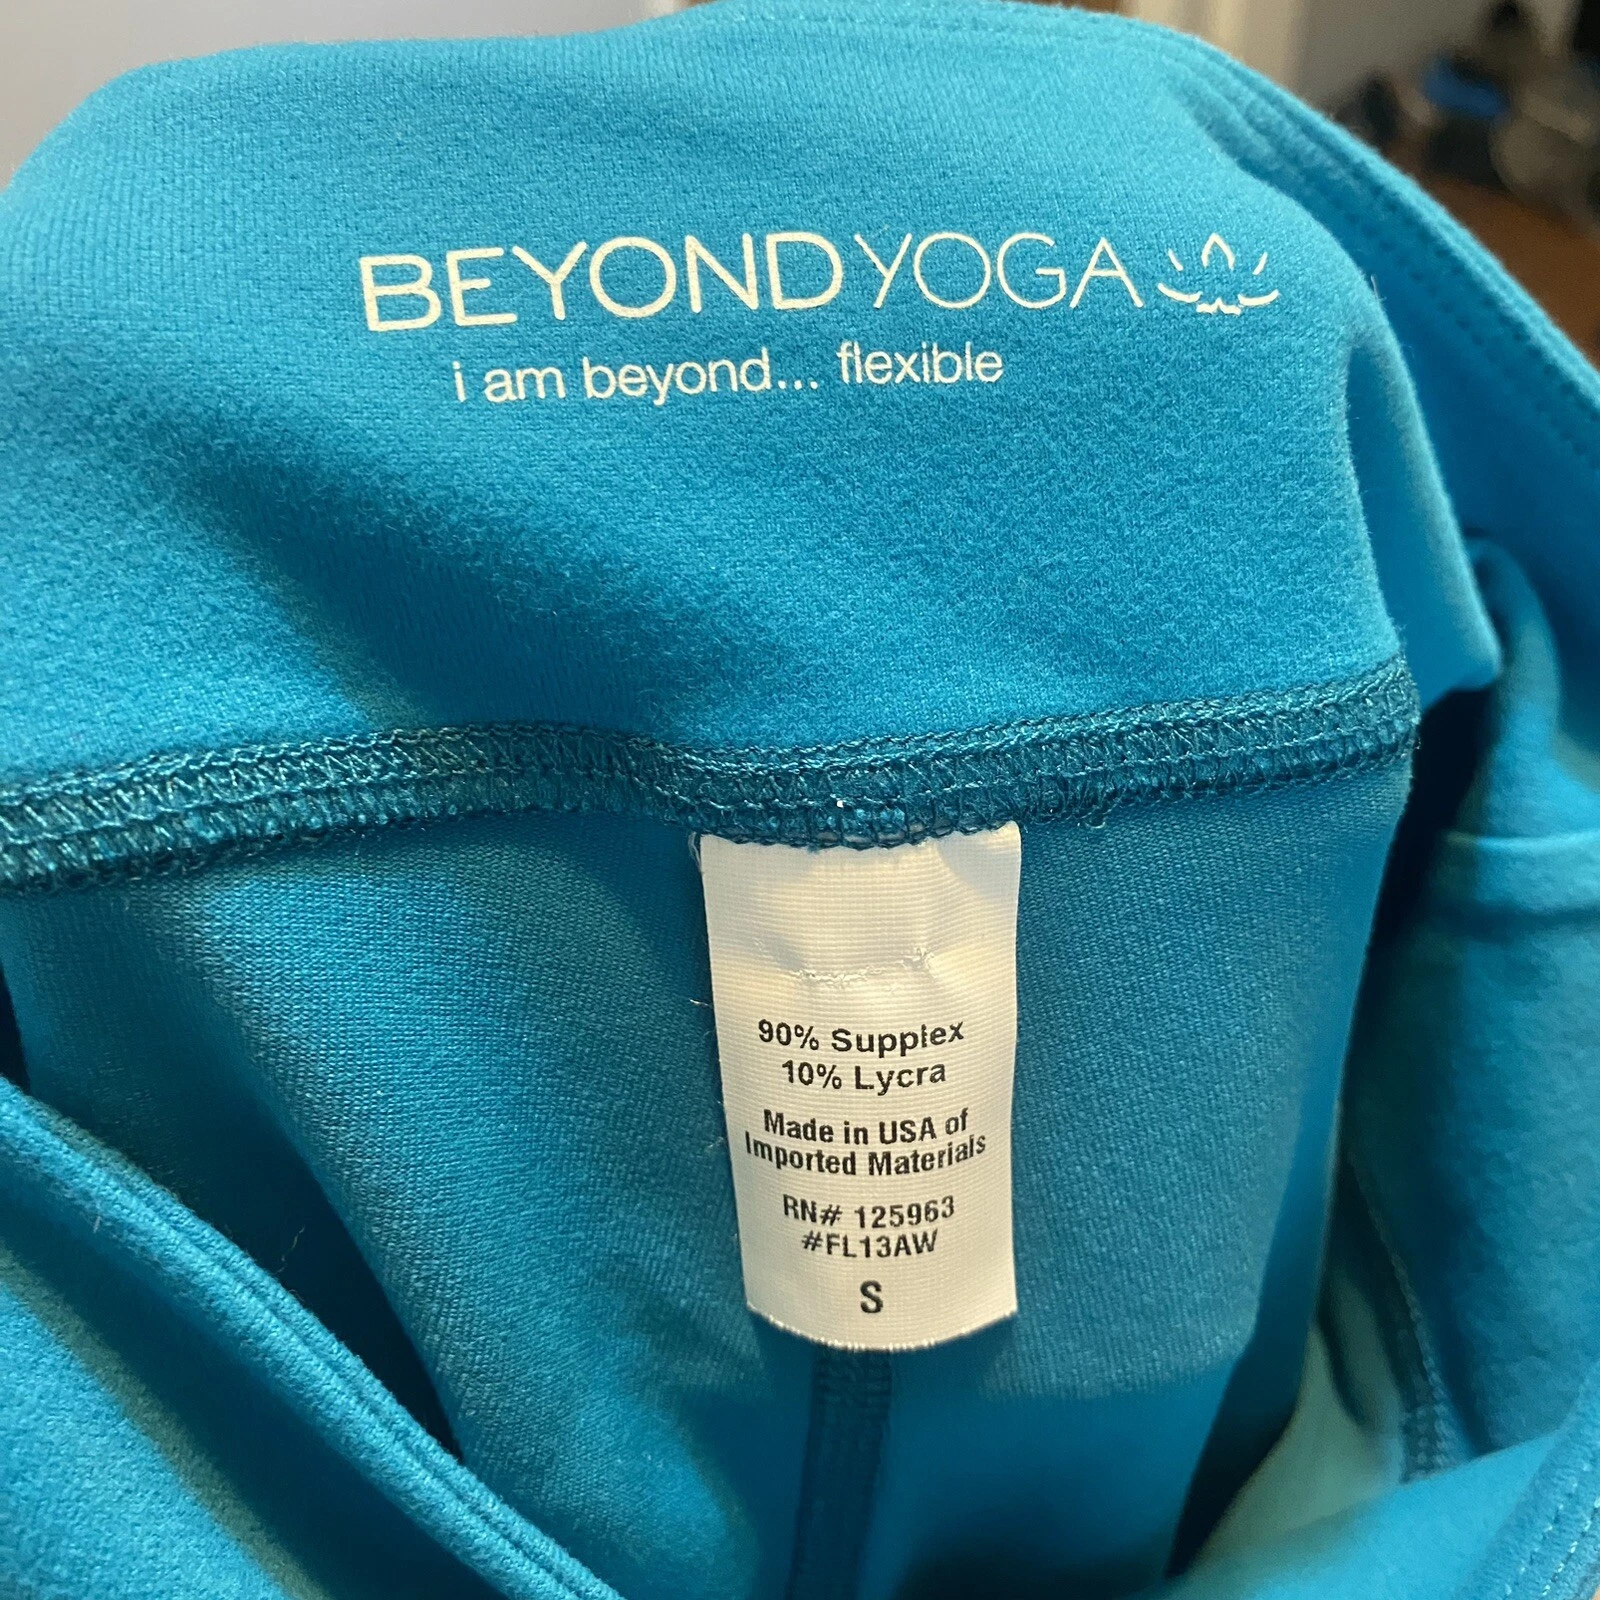 BEYOND YOGA
i am beyond... flexible
90% Supplex
10% Lycra
Made in USA of
Imported Materials
RN# 125963
#FL13AW
S